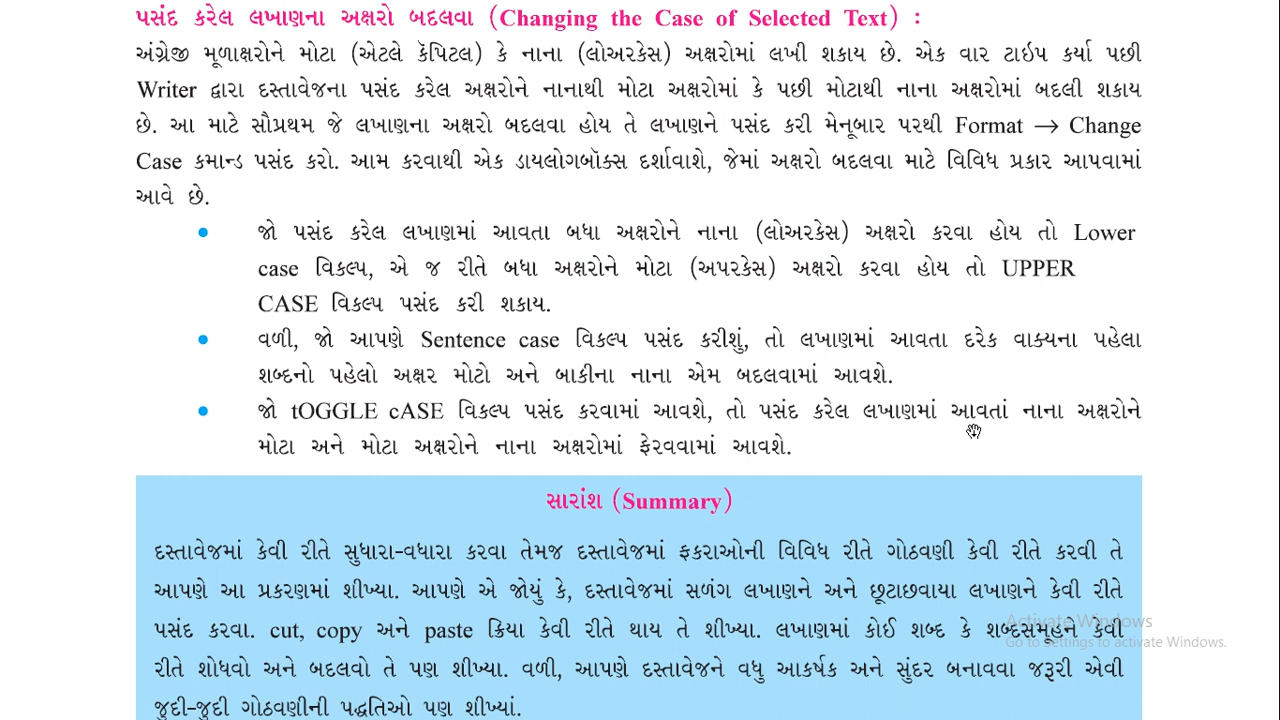 પસંદ કરેલ લખાણના અક્ષરો બદલવા (Changing the Case of Selected Text) :
અંગ્રેજી મૂળાક્ષરોને મોટા (એટલે કૅપિટલ) કે નાના (લોઅરકેસ) અક્ષરોમાં લખી શકાય છે. એક વાર ટાઇપ કર્યા પછી
Writer દ્વારા દસ્તાવેજના પસંદ કરેલ અક્ષરોને નાનાથી મોટા અક્ષરોમાં કે પછી મોટાથી નાના અક્ષરોમાં બદલી શકાય
છે. આ માટે સૌપ્રથમ જે લખાણના અક્ષરો બદલવા હોય તે લખાણને પસંદ કરી મેનૂબાર પરથી Format → Change
Case કમાન્ડ પસંદ કરો. આમ કરવાથી એક ડાયલોગબૉક્સ દર્શાવાશે, જેમાં અક્ષરો બદલવા માટે વિવિધ પ્રકાર આપવામાં
આવે છે.
• જો પસંદ કરેલ લખાણમાં આવતા બધા અક્ષરોને નાના (લોઅરકેસ) અક્ષરો કરવા હોય તો Lower
case વિકલ્પ, એ જ રીતે બધા અક્ષરોને મોટા (અપરકેસ) અક્ષરો કરવા હોય તો UPPER
CASE વિકલ્પ પસંદ કરી શકાય.
• વળી, જો આપણે Sentence case વિકલ્પ પસંદ કરીશું, તો લખાણમાં આવતા દરેક વાક્યના પહેલા
શબ્દનો પહેલો અક્ષર મોટો અને બાકીના નાના એમ બદલવામાં આવશે.
• જો tOGGLE cASE વિકલ્પ પસંદ કરવામાં આવશે, તો પસંદ કરેલ લખાણમાં આવતાં નાના અક્ષરોને
મોટા અને મોટા અક્ષરોને નાના અક્ષરોમાં ફેરવવામાં આવશે.
સારાંશ (Summary)
દસ્તાવેજમાં કેવી રીતે સુધારા-વધારા કરવા તેમજ દસ્તાવેજમાં ફકરાઓની વિવિધ રીતે ગોઠવણી કેવી રીતે કરવી તે
આપણે આ પ્રકરણમાં શીખ્યા. આપણે એ જોયું કે, દસ્તાવેજમાં સળંગ લખાણને અને છૂટાછવાયા લખાણને કેવી રીતે
પસંદ કરવા. cut, copy અને paste ક્રિયા કેવી રીતે થાય તે શીખ્યા. લખાણમાં કોઈ શબ્દ કે શબ્દસમૂહને કેવી
રીતે શોધવો અને બદલવો તે પણ શીખ્યા. વળી, આપણે દસ્તાવેજને વધુ આકર્ષક અને સુંદર બનાવવા જરૂરી એવી
જુદી-જુદી ગોઠવણીની પદ્ધતિઓ પણ શીખ્યાં.
Activate Windows
Go to Settings to activate Windows.